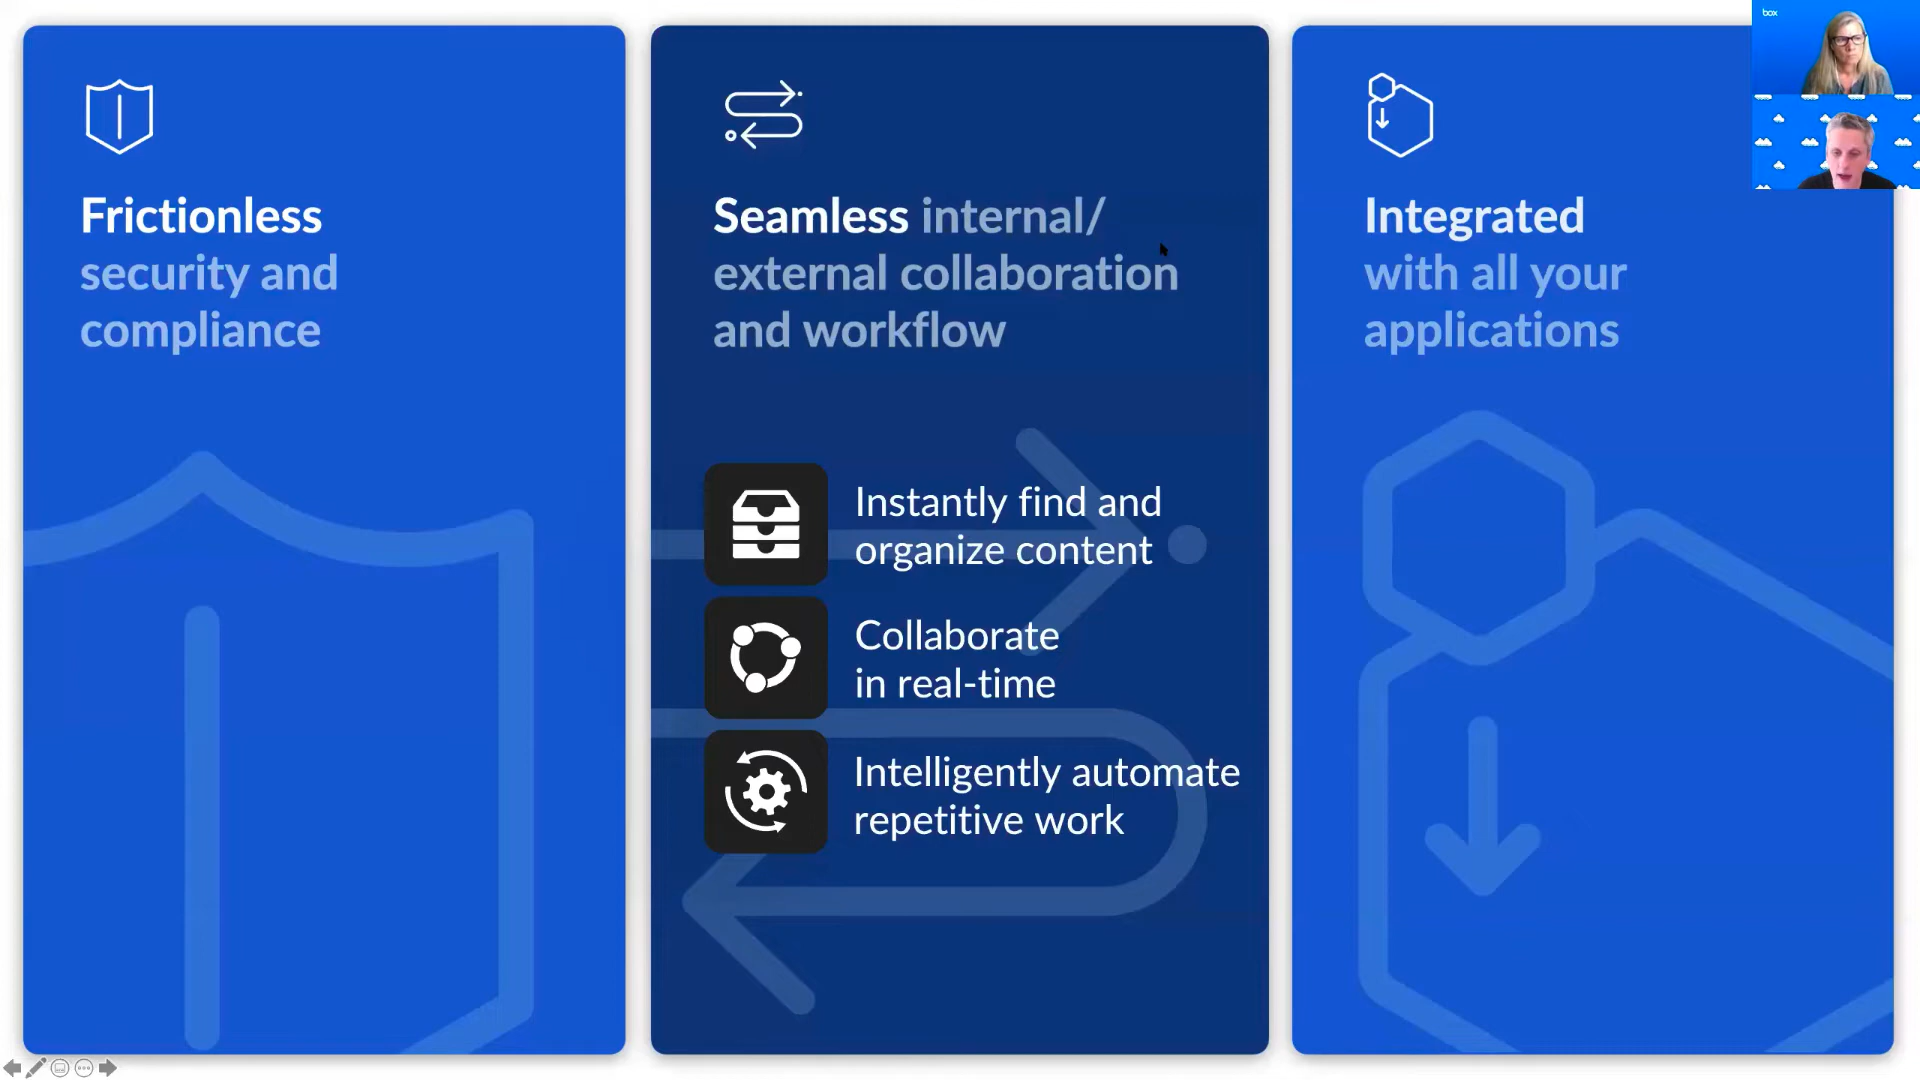 box
Frictionless
security and
compliance
Seamless internal/
external collaboration
and workflow
Instantly find and
organize content
Collaborate
in real-time
Intelligently automate
repetitive work
Integrated
with all your
applications